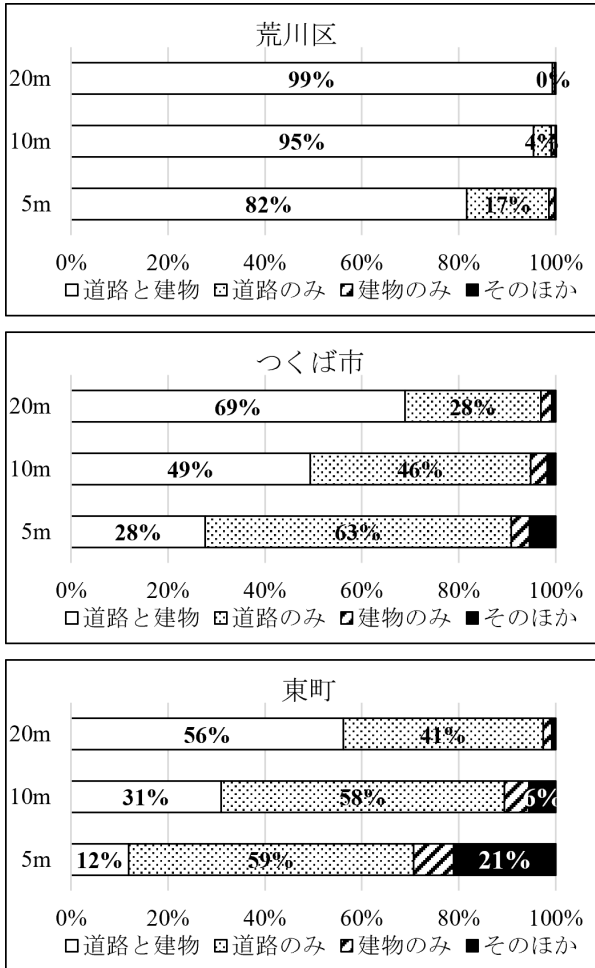 荒川区
20m 99% 0%
10m 95% 4%
5m 82% 17%
0% 20% 40% 60% 80% 100%
□道路と建物 道路のみ 建物のみ ■そのほか
つくば市
20m 69% 28%
10m 49% 46%
5m 28% 63%
0% 20% 40% 60% 80% 100%
□道路と建物 道路のみ 建物のみ ■そのほか
東町
20m 56% 41%
10m 31% 58% 6%
5m 12% 59% 21%
0% 20% 40% 60% 80% 100%
□道路と建物 道路のみ 建物のみ ■そのほか